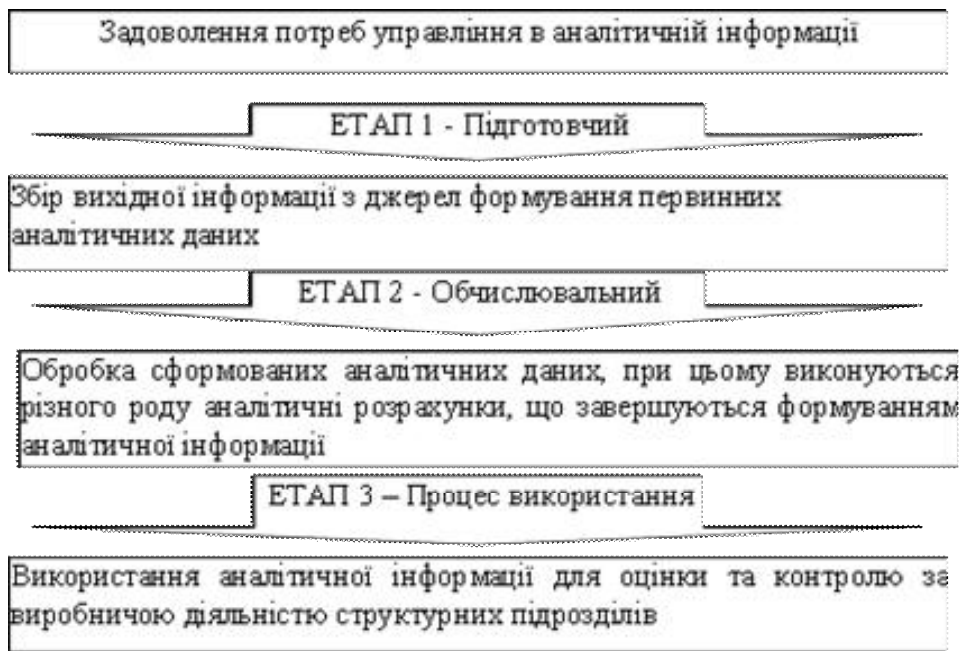 Задоволення потреб управління в аналітичній інформації
ЕТАП 1 - Підготовчий
Збір вихідної інформації з джерел формування первинних
аналітичних даних
ЕТАП 2 - Обчислювальний
Обробка сформованих аналітичних даних, при цьому виконуються
різного роду аналітичні розрахунки, що завершуються формуванням
аналітичної інформації
ЕТАП 3 – Процес використання
Використання аналітичної інформації для оцінки та контролю за
виробничою діяльністю структурних підрозділів